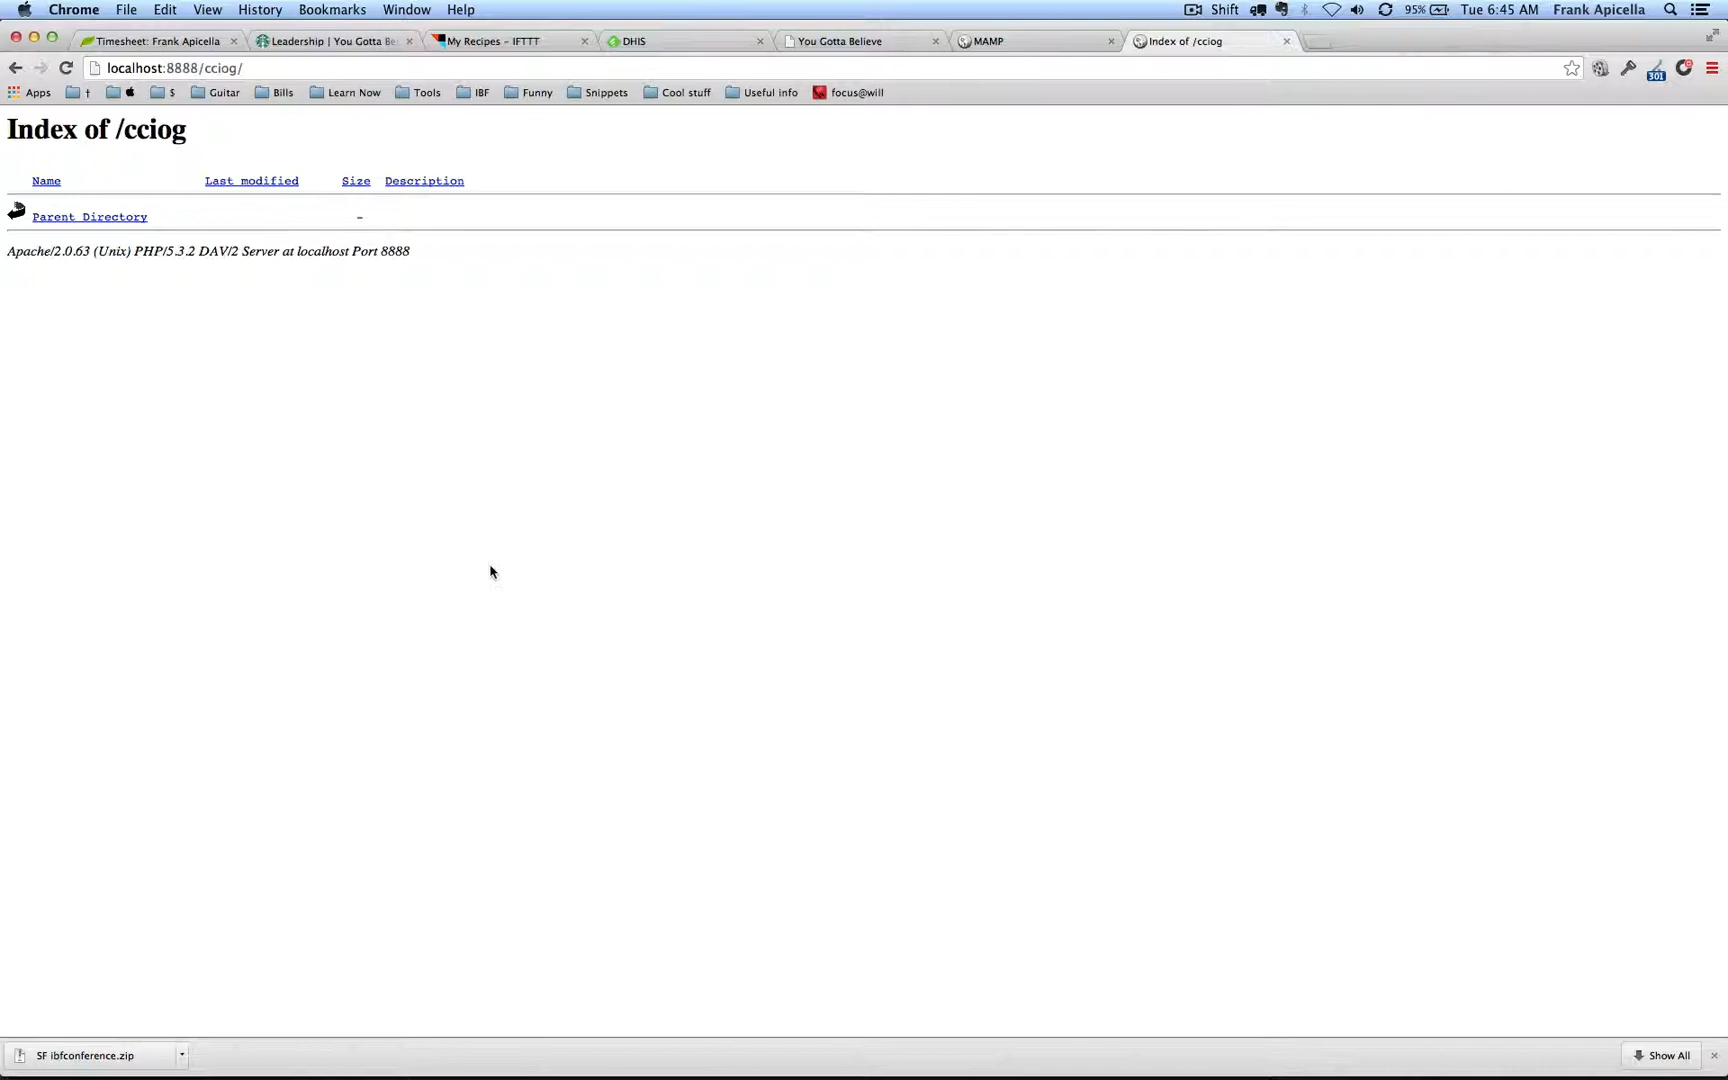 Chrome File Edit View History Bookmarks Window Help Shift 95% Tue 6:45 AM Frank Apicella
Timesheet: Frank Apicella Leadership | You Gotta Be My Recipes - IFTTT DHIS You Gotta Believe MAMP Index of /cciog
localhost:8888/cciog/ 301
Apps † $ Guitar Bills Learn Now Tools IBF Funny Snippets Cool stuff Useful info focus@will
Index of /cciog
Name Last modified Size Description
Parent Directory -
Apache/2.0.63 (Unix) PHP/5.3.2 DAV/2 Server at localhost Port 8888
SF ibfconference.zip Show All